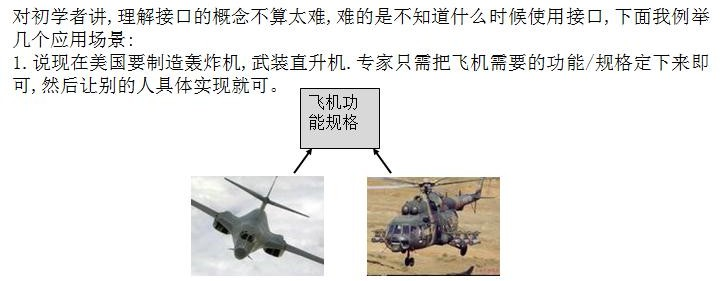 对初学者讲,理解接口的概念不算太难,难的是不知道什么时候使用接口,下面我例举
几个应用场景:
1.说现在美国要制造轰炸机,武装直升机.专家只需把飞机需要的功能/规格定下来即
可,然后让别的人具体实现就可。
飞机功
能规格